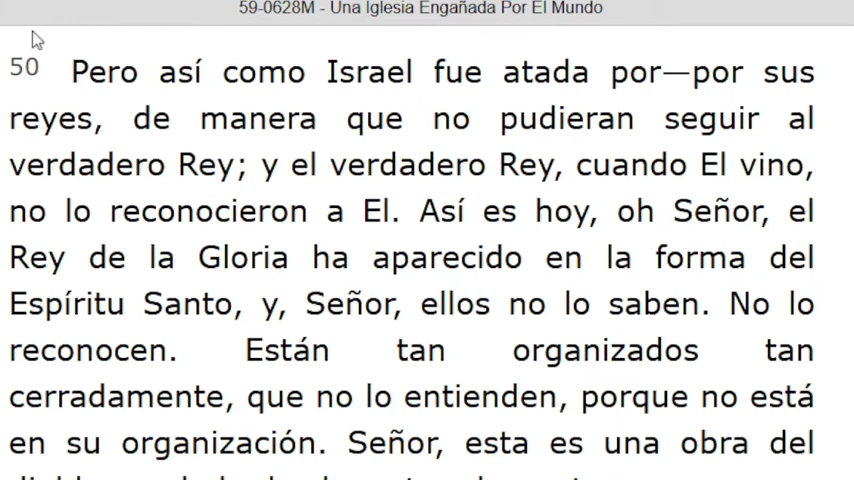 59-0628M - Una Iglesia Engañada Por El Mundo
50 Pero así como Israel fue atada por—por sus
reyes, de manera que no pudieran seguir al
verdadero Rey; y el verdadero Rey, cuando El vino,
no lo reconocieron a El. Así es hoy, oh Señor, el
Rey de la Gloria ha aparecido en la forma del
Espíritu Santo, y, Señor, ellos no lo saben. No lo
reconocen. Están tan organizados tan
cerradamente, que no lo entienden, porque no está
en su organización. Señor, esta es una obra del